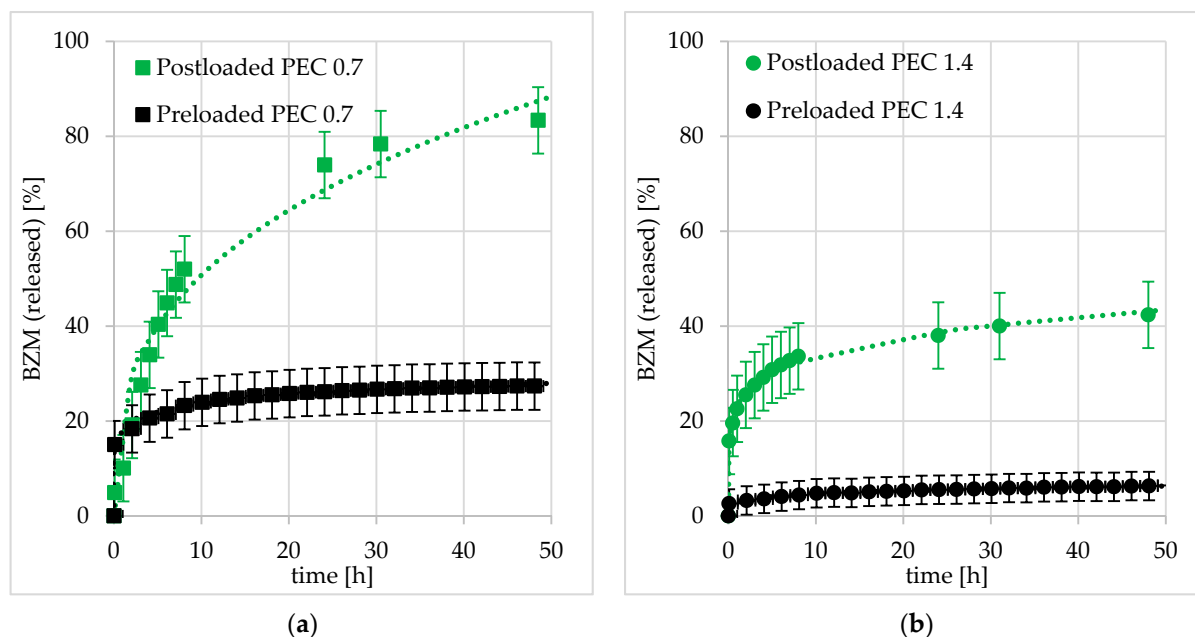 100
80
60
40
20
0
BZM (released) [%]
Postloaded PEC 0.7
Preloaded PEC 0.7
0 10 20 30 40 50
time [h]
(a)
100
80
60
40
20
0
BZM (released) [%]
Postloaded PEC 1.4
Preloaded PEC 1.4
0 10 20 30 40 50
time [h]
(b)